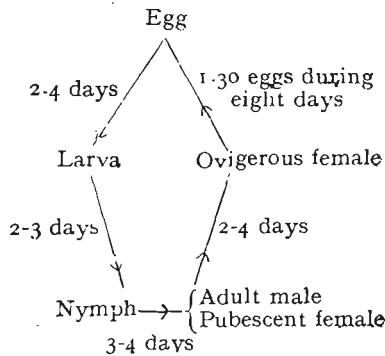 Egg
2-4 days
1-30 eggs during
eight days
Larva
Ovigerous female
2-3 days
2-4 days
Nymph
Adult male
Pubescent female
3-4 days